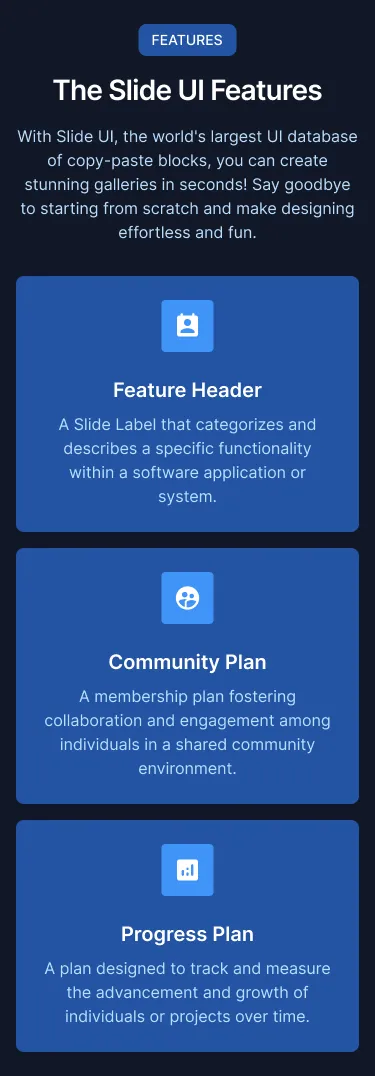 FEATURES
The Slide UI Features
With Slide UI, the world's largest UI database
of copy-paste blocks, you can create
stunning galleries in seconds! Say goodbye
to starting from scratch and make designing
effortless and fun.
Feature Header
A Slide Label that categorizes and
describes a specific functionality
within a software application or
system.
Community Plan
A membership plan fostering
collaboration and engagement among
individuals in a shared community
environment.
Progress Plan
A plan designed to track and measure
the advancement and growth of
individuals or projects over time.